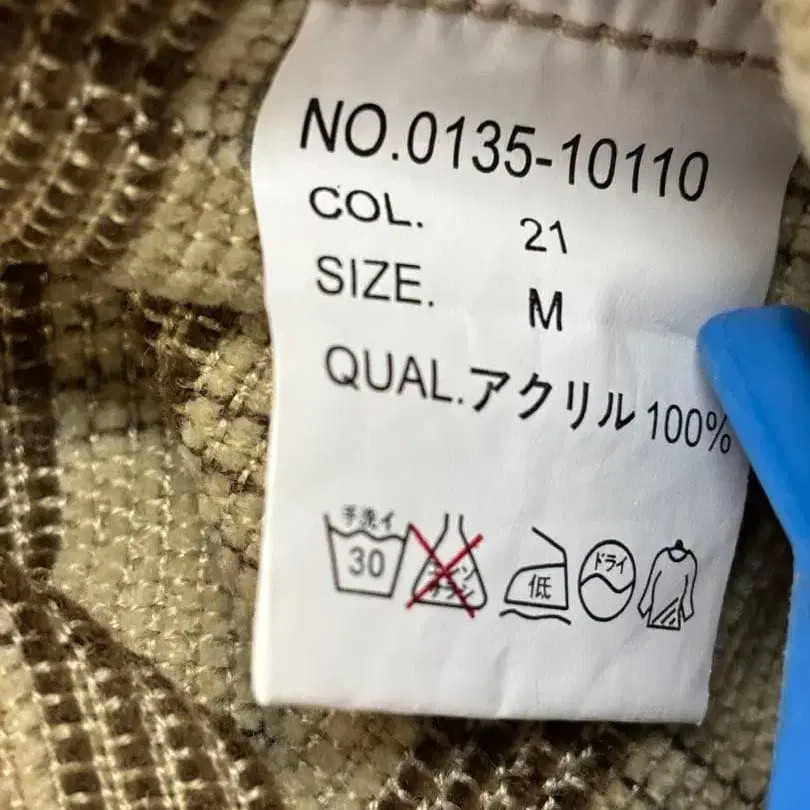 NO.0135-10110
COL. 21
SIZE. M
QUAL.アクリル100%
手洗イ
30
低
ドライ